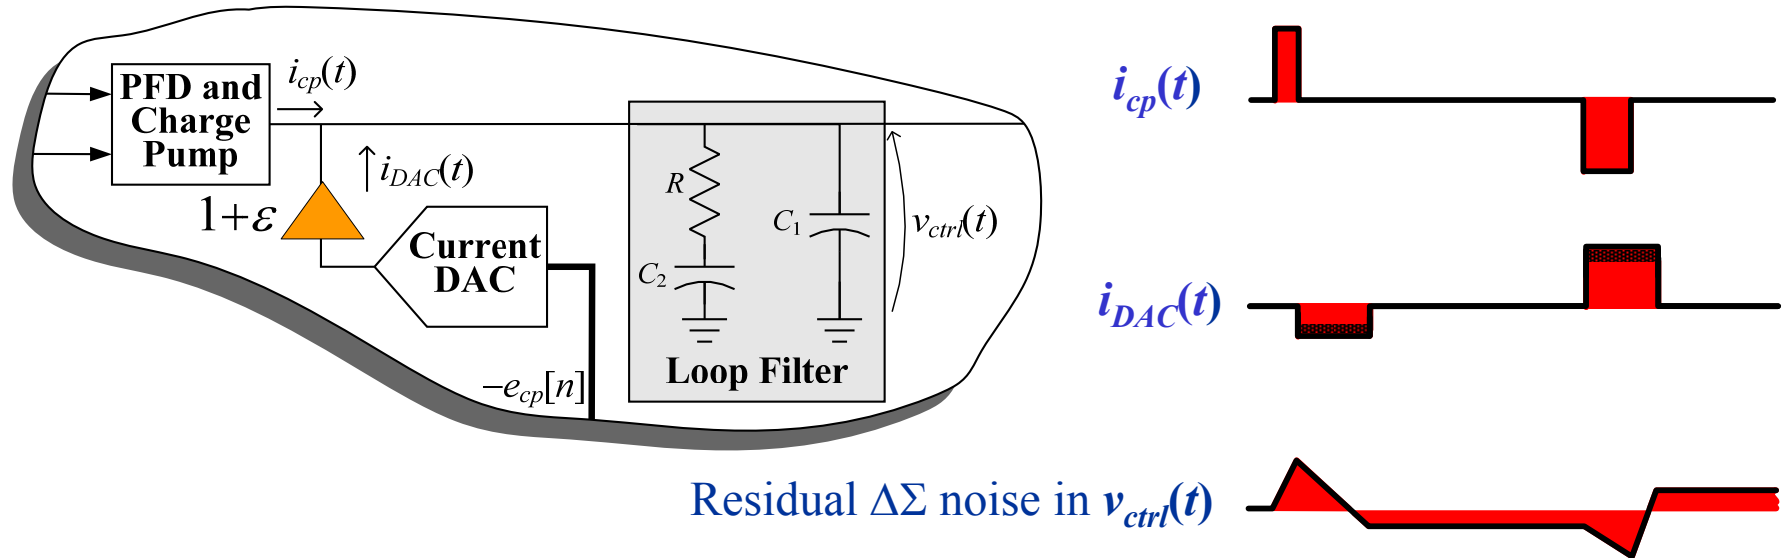 PFD and
Charge
Pump
i_cp(t)
i_DAC(t)
1+ε
Current
DAC
−e_cp[n]
R
C_2
C_1
v_ctrl(t)
Loop Filter
i_cp(t)
i_DAC(t)
Residual ΔΣ noise in v_ctrl(t)